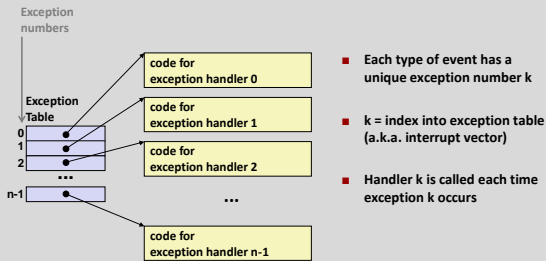 Exception
numbers
Exception
Table
0
1
2
...
n-1
code for
exception handler 0
code for
exception handler 1
code for
exception handler 2
...
code for
exception handler n-1
■ Each type of event has a
unique exception number k
■ k = index into exception table
(a.k.a. interrupt vector)
■ Handler k is called each time
exception k occurs